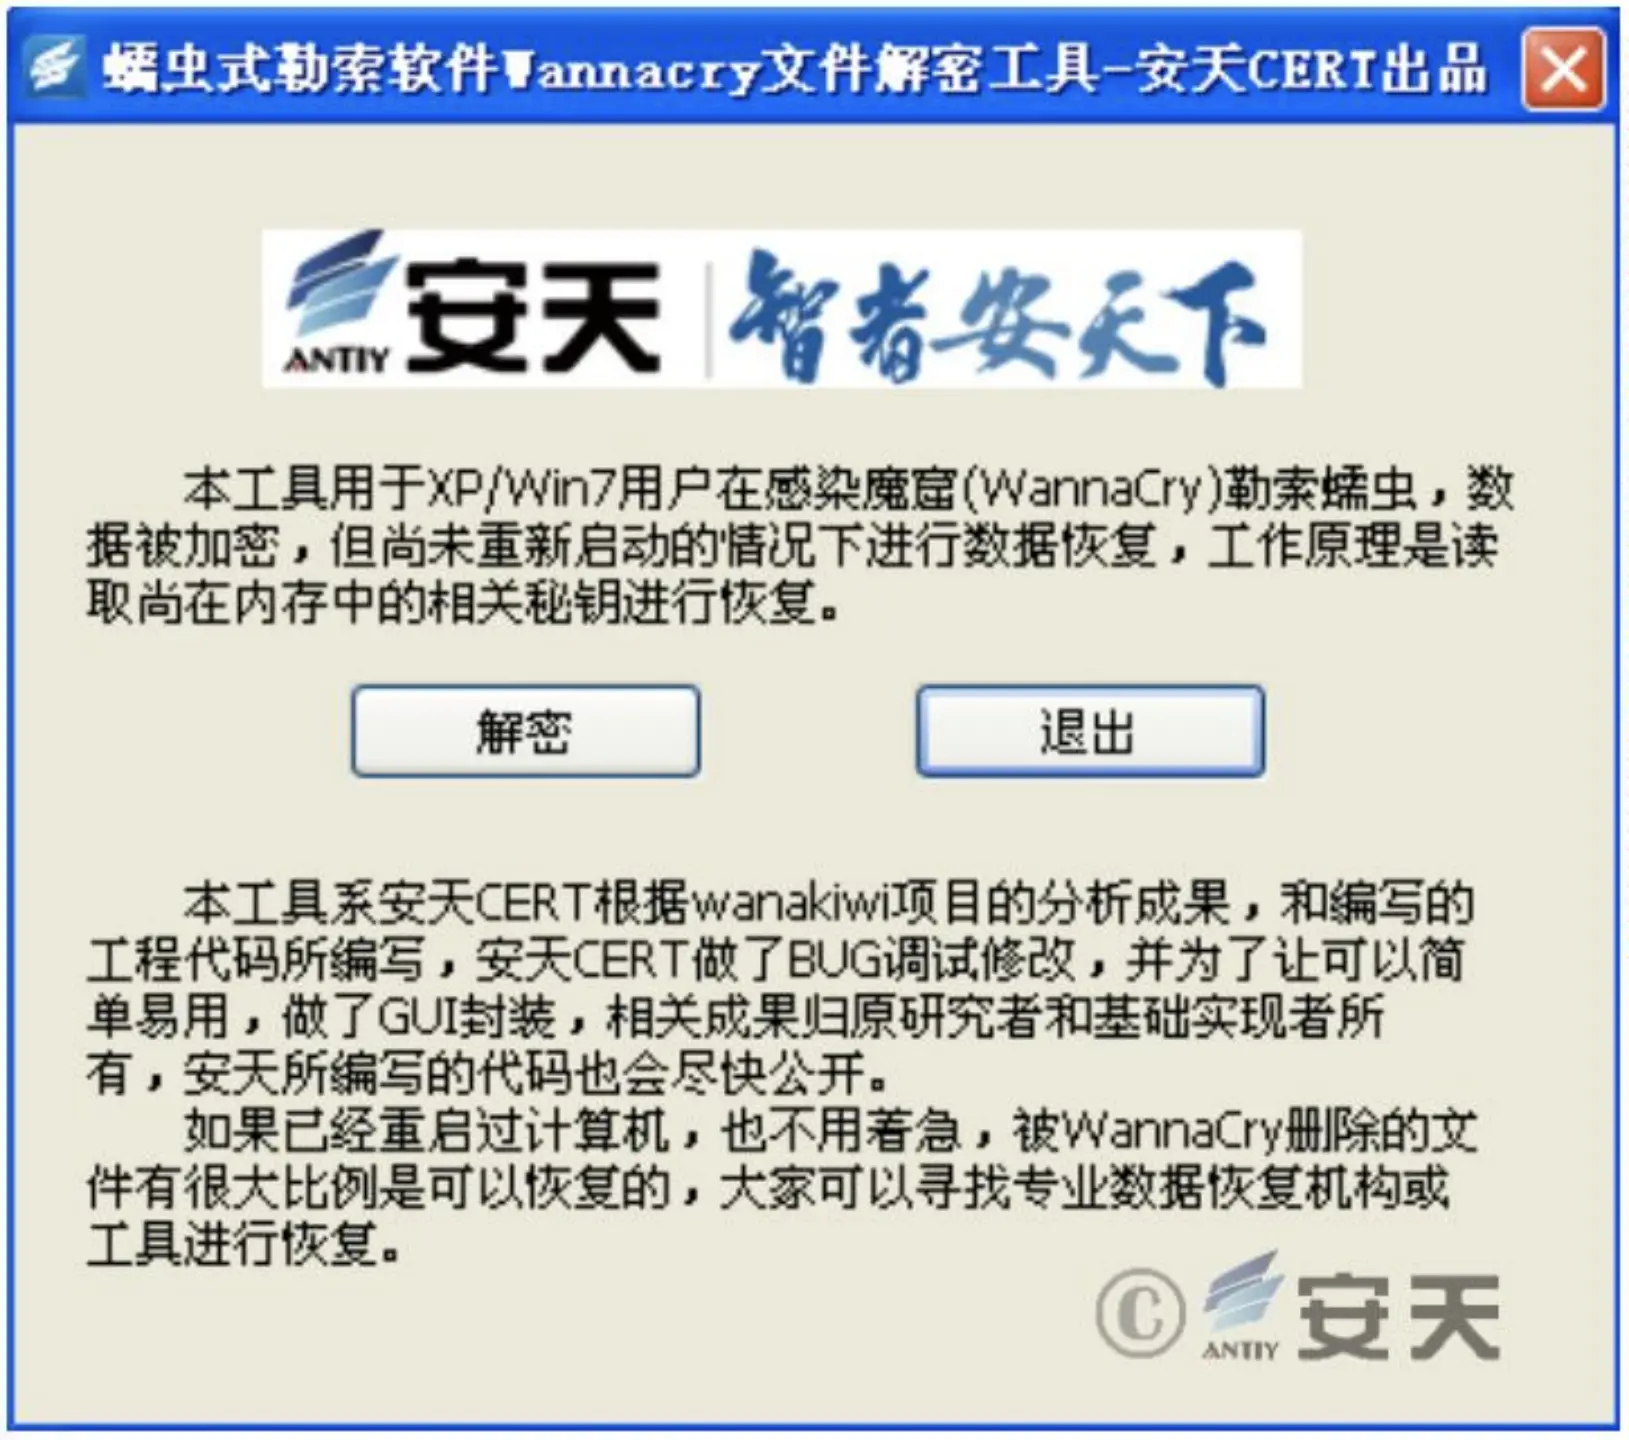 蠕虫式勒索软件Wannacry文件解密工具-安天CERT出品
ANTIY 安天 智者安天下
本工具用于XP/Win7用户在感染魔窟(WannaCry)勒索蠕虫，数
据被加密，但尚未重新启动的情况下进行数据恢复，工作原理是读
取尚在内存中的相关秘钥进行恢复。
解密 退出
本工具系安天CERT根据wanakiwi项目的分析成果，和编写的
工程代码所编写，安天CERT做了BUG调试修改，并为了让可以简
单易用，做了GUI封装，相关成果归原研究者和基础实现者所
有，安天所编写的代码也会尽快公开。
如果已经重启过计算机，也不用着急，被WannaCry删除的文
件有很大比例是可以恢复的，大家可以寻找专业数据恢复机构或
工具进行恢复。
© ANTIY 安天